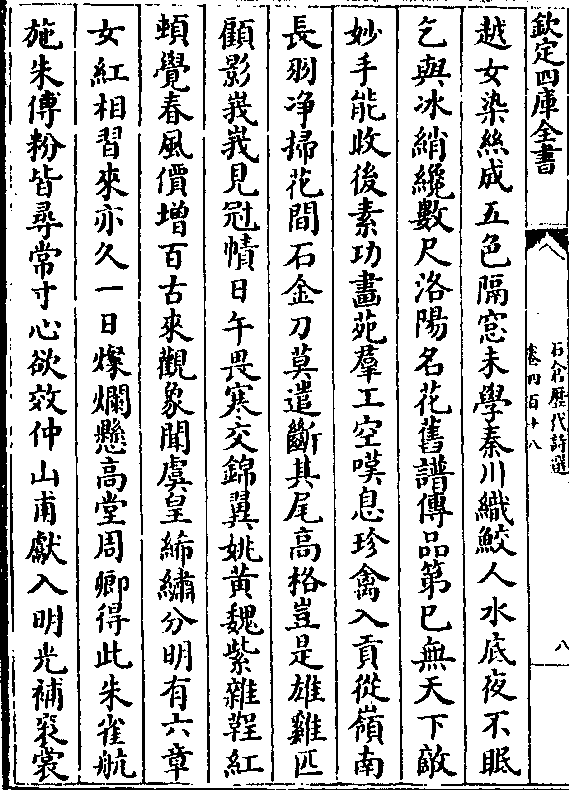 欽定四庫全書
石倉歴代詩選
卷四百十八
八
越女染絲成五色隔窓未學秦川織鮫人水底夜不眠
乞與冰綃纔數尺洛陽名花舊譜傳品第已無天下敵
妙手能收後素功畫苑羣工空嘆息珍禽入貢從嶺南
長翎浄掃花間石金刀莫遣斷其尾高格豈是雄雞匹
顧影峩峩見冠幘日午畏寒交錦翼姚黄魏紫雜鞓紅
頓覺春風價增百古來觀象聞虞皇絺繡分明有六章
女紅相習來亦久一日燦爛懸高堂周卿得此朱雀航
施朱傅粉皆尋常寸心欲效仲山甫獻入明光補衮裳